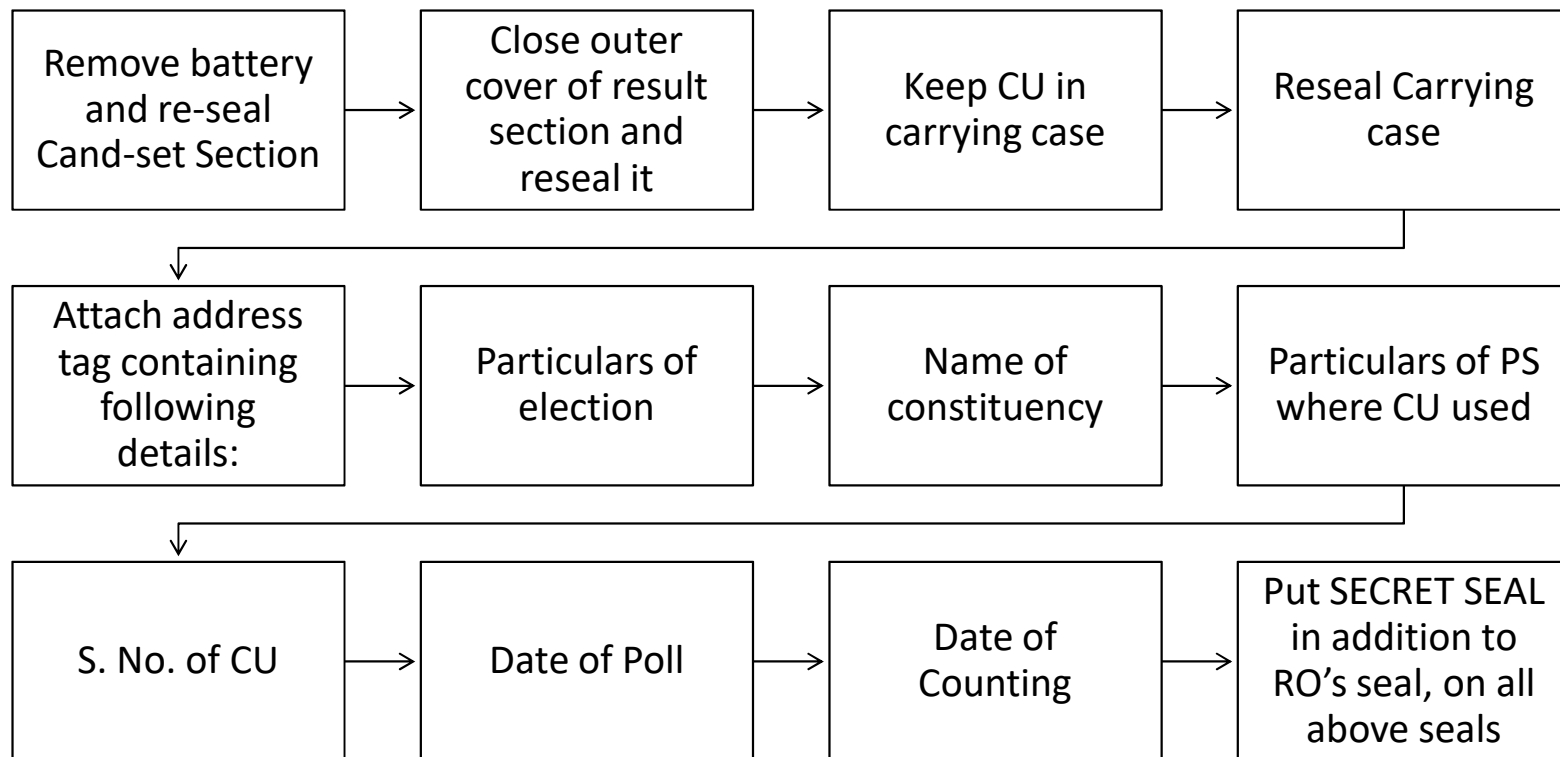 Remove battery
and re-seal
Cand-set Section
Close outer
cover of result
section and
reseal it
Keep CU in
carrying case
Reseal Carrying
case
Attach address
tag containing
following
details:
Particulars of
election
Name of
constituency
Particulars of PS
where CU used
S. No. of CU
Date of Poll
Date of
Counting
Put SECRET SEAL
in addition to
RO’s seal, on all
above seals